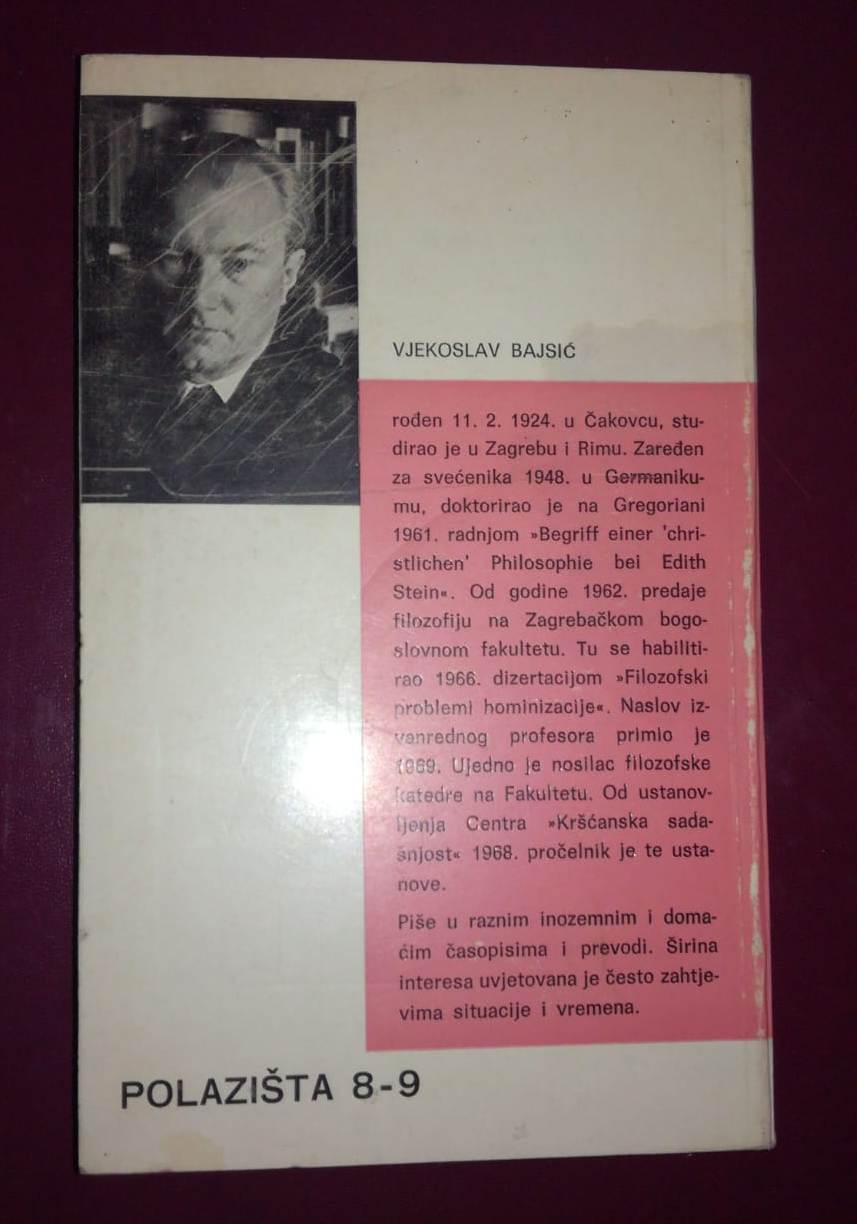 VJEKOSLAV BAJSIĆ
rođen 11. 2. 1924. u Čakovcu, stu-
dirao je u Zagrebu i Rimu. Zaređen
za svećenika 1948. u Germaniku-
mu, doktorirao je na Gregoriani
1961. radnjom »Begriff einer 'chri-
stlichen' Philosophie bei Edith
Stein«. Od godine 1962. predaje
filozofiju na Zagrebačkom bogo-
slovnom fakultetu. Tu se habiliti-
rao 1966. dizertacijom »Filozofski
problemi hominizacije«. Naslov iz-
vanrednog profesora primio je
1969. Ujedno je nosilac filozofske
katedre na Fakultetu. Od ustanov-
ljenja Centra »Kršćanska sada-
šnjost« 1968. pročelnik je te usta-
nove.
Piše u raznim inozemnim i doma-
ćim časopisima i prevodi. Širina
interesa uvjetovana je često zahtje-
vima situacije i vremena.
POLAZIŠTA 8-9